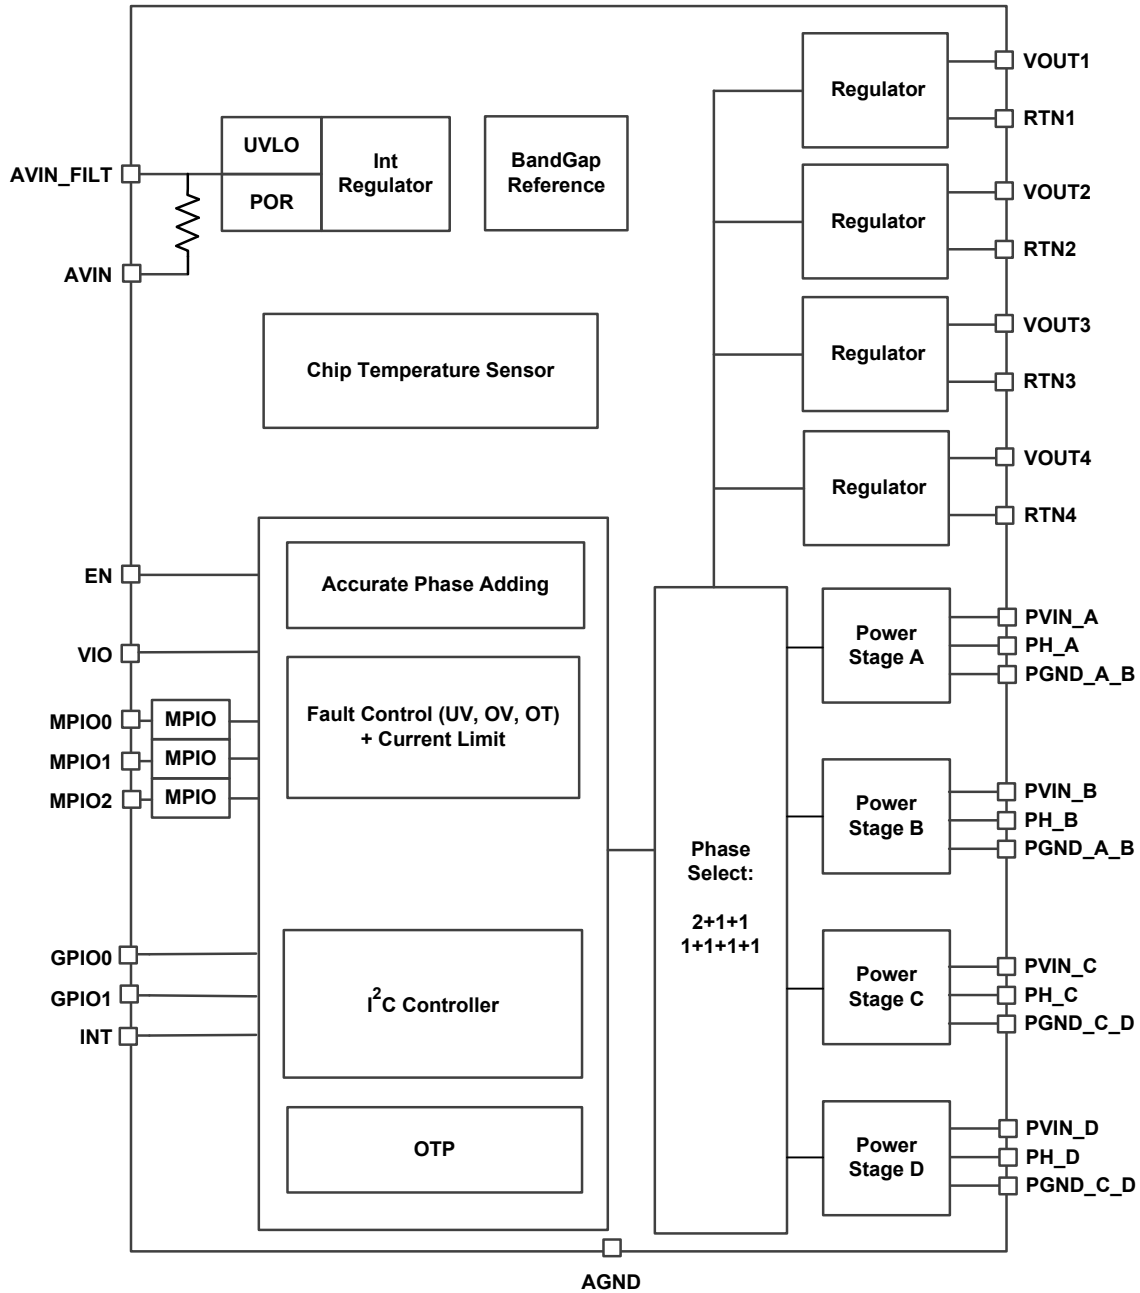 AVIN_FILT
AVIN
UVLO
POR
Int
Regulator
BandGap
Reference
Chip Temperature Sensor
EN
VIO
MPIO0
MPIO1
MPIO2
MPIO
MPIO
MPIO
GPIO0
GPIO1
INT
Accurate Phase Adding
Fault Control (UV, OV, OT)
+ Current Limit
I²C Controller
OTP
Phase
Select:
2+1+1
1+1+1+1
Regulator
VOUT1
RTN1
Regulator
VOUT2
RTN2
Regulator
VOUT3
RTN3
Regulator
VOUT4
RTN4
Power
Stage A
PVIN_A
PH_A
PGND_A_B
Power
Stage B
PVIN_B
PH_B
PGND_A_B
Power
Stage C
PVIN_C
PH_C
PGND_C_D
Power
Stage D
PVIN_D
PH_D
PGND_C_D
AGND